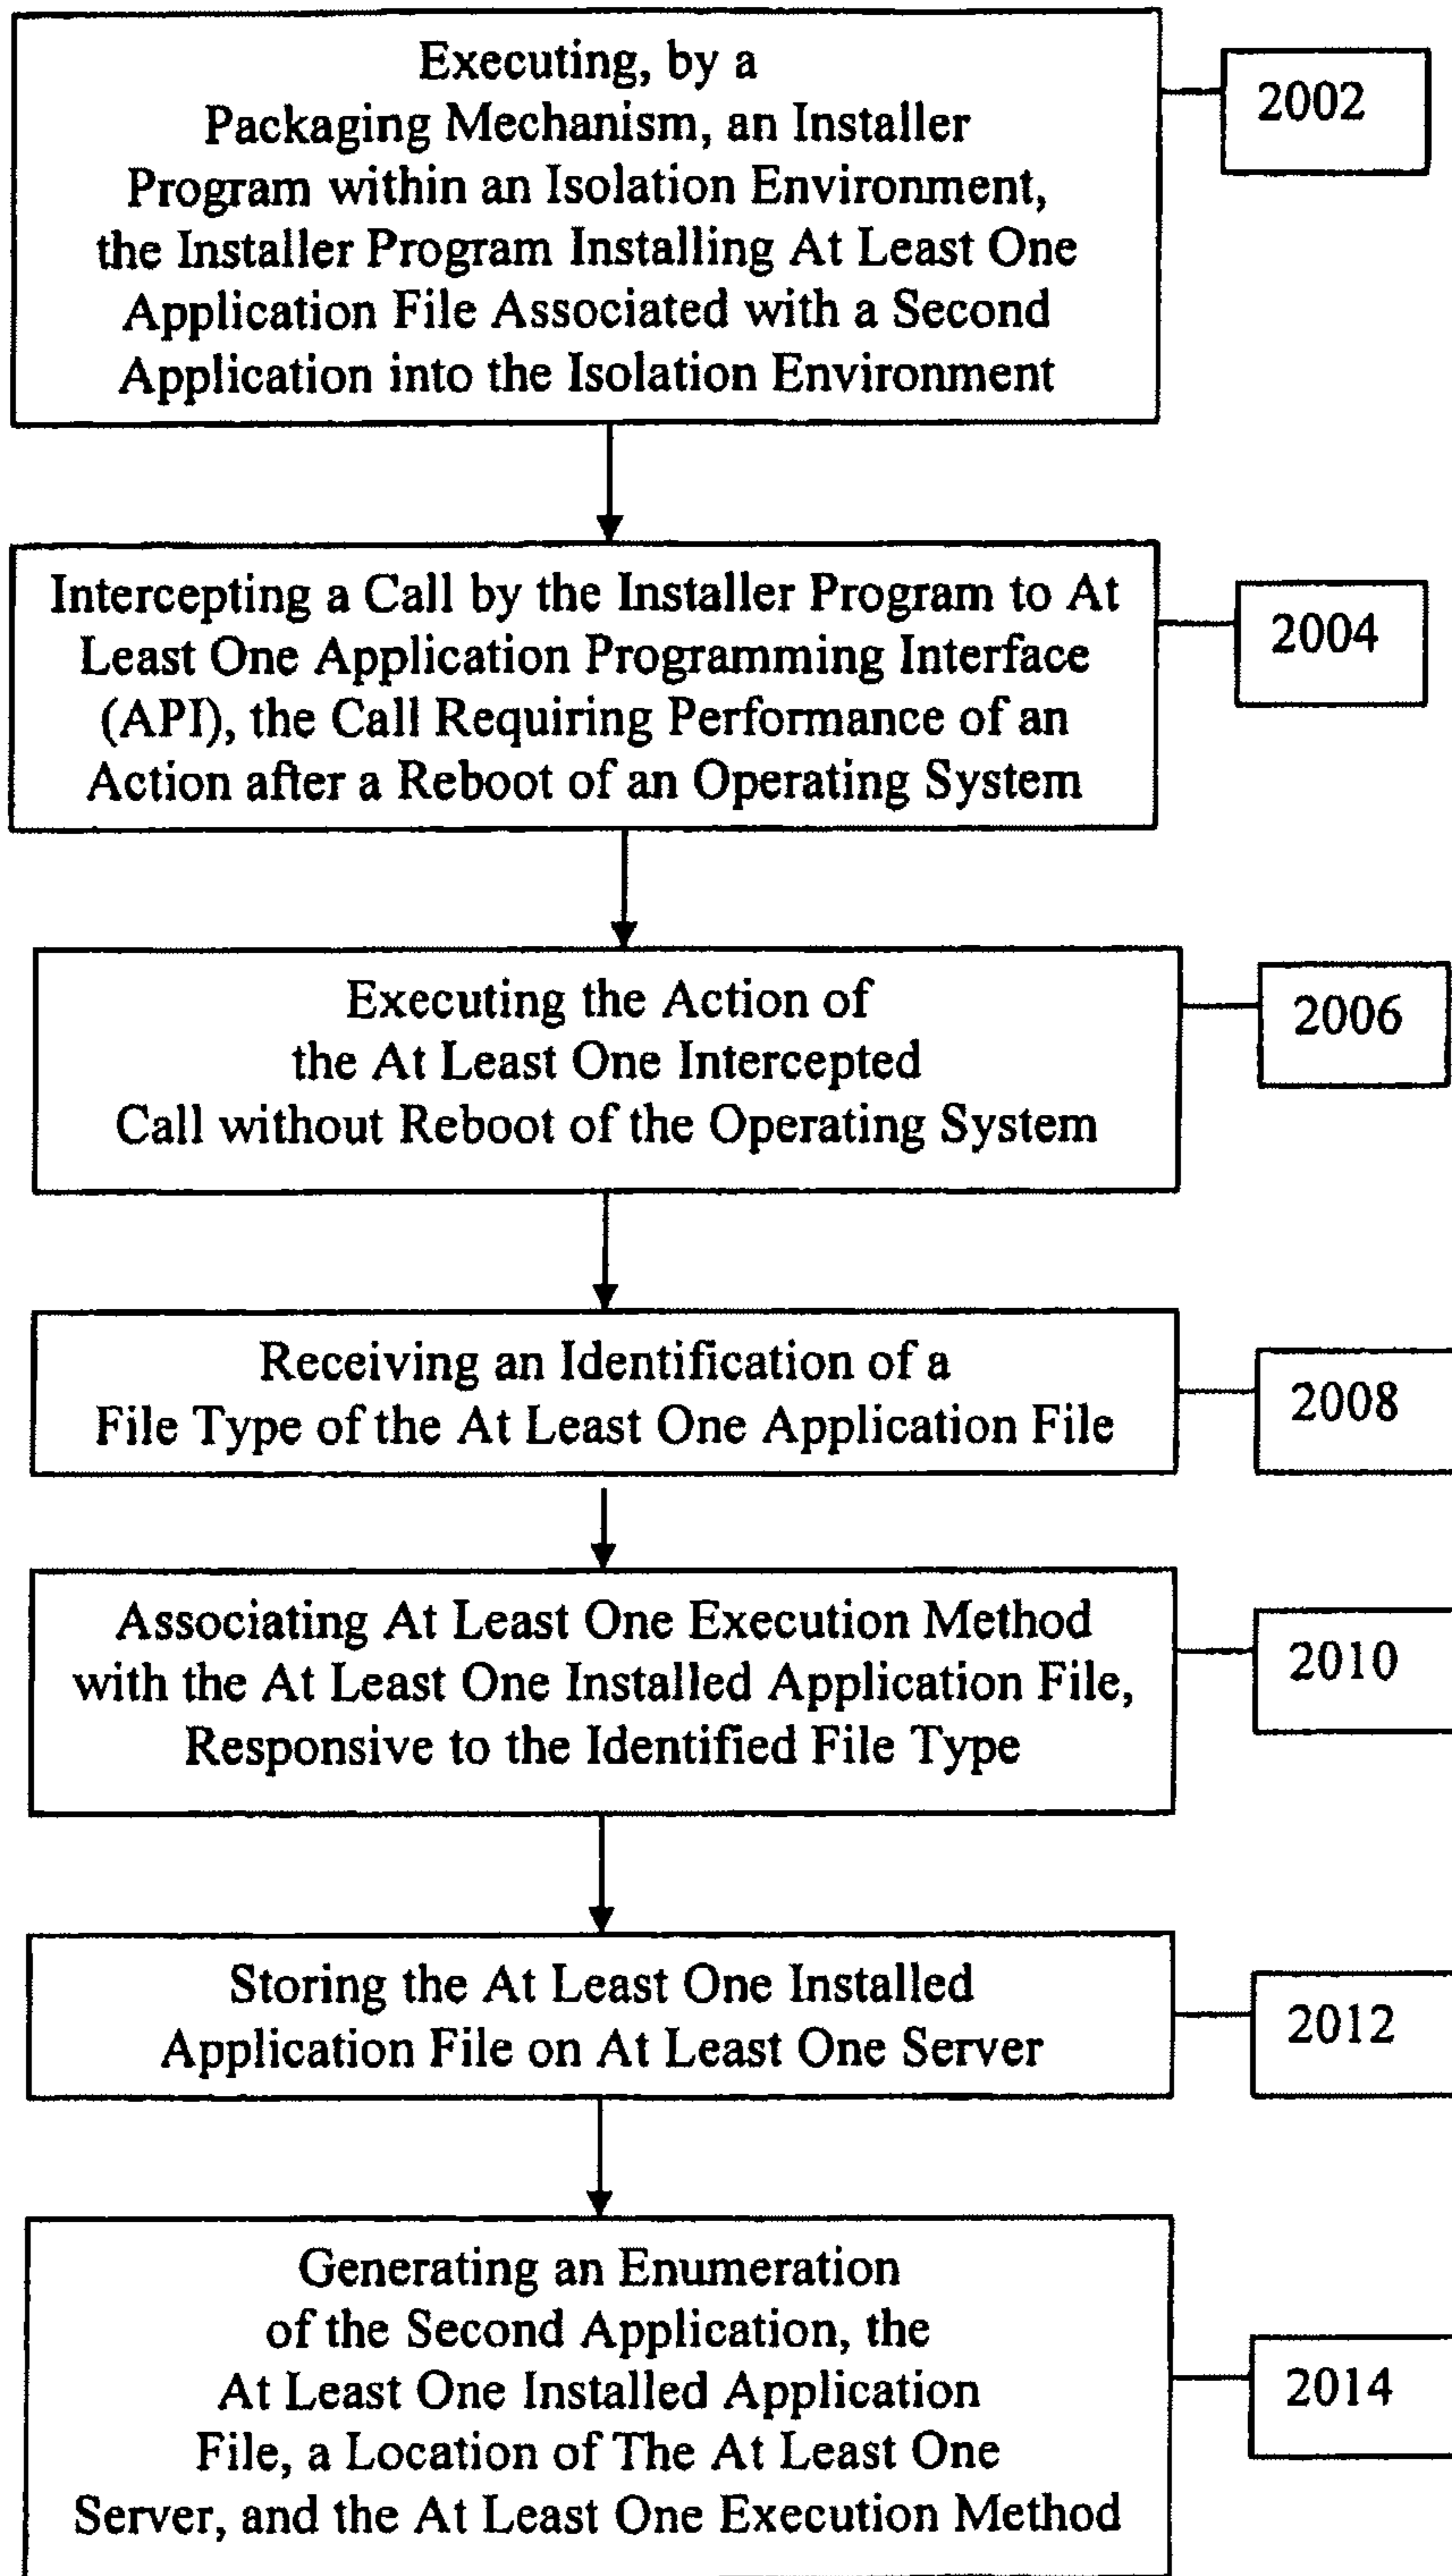 Executing, by a
Packaging Mechanism, an Installer
Program within an Isolation Environment,
the Installer Program Installing At Least One
Application File Associated with a Second
Application into the Isolation Environment
2002
Intercepting a Call by the Installer Program to At
Least One Application Programming Interface
(API), the Call Requiring Performance of an
Action after a Reboot of an Operating System
2004
Executing the Action of
the At Least One Intercepted
Call without Reboot of the Operating System
2006
Receiving an Identification of a
File Type of the At Least One Application File
2008
Associating At Least One Execution Method
with the At Least One Installed Application File,
Responsive to the Identified File Type
2010
Storing the At Least One Installed
Application File on At Least One Server
2012
Generating an Enumeration
of the Second Application, the
At Least One Installed Application
File, a Location of The At Least One
Server, and the At Least One Execution Method
2014